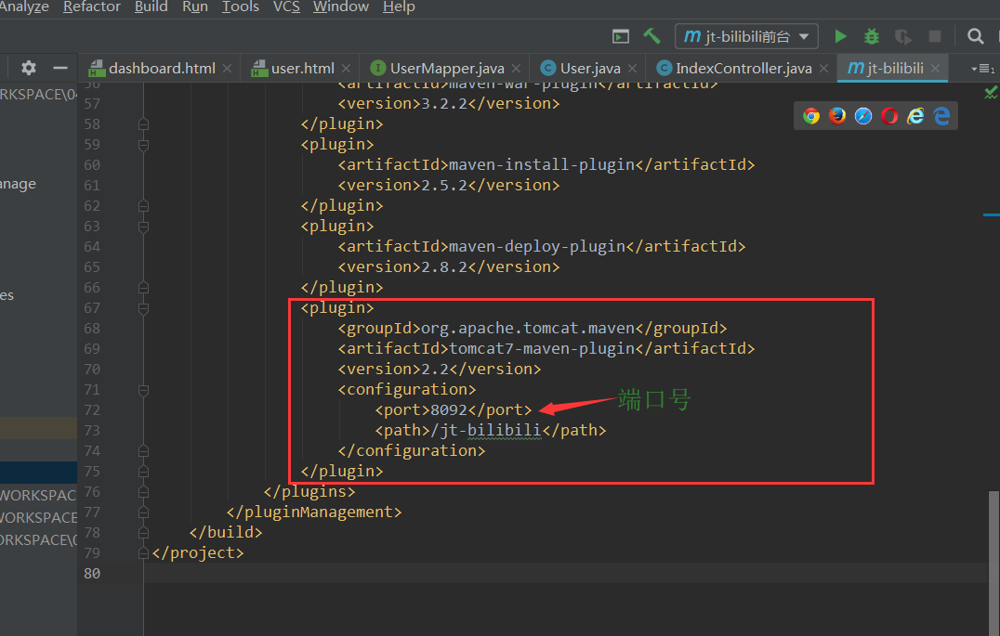 Analyze Refactor Build Run Tools VCS Window Help
jt-bilibili前台
dashboard.html user.html UserMapper.java User.java IndexController.java jt-bilibili
56 <artifactId>maven-war-plugin</artifactId>
RKSPACE\04
57 <version>3.2.2</version>
58 </plugin>
59 <plugin>
60 <artifactId>maven-install-plugin</artifactId>
anage
61 <version>2.5.2</version>
62 </plugin>
63 <plugin>
64 <artifactId>maven-deploy-plugin</artifactId>
65 <version>2.8.2</version>
66 </plugin>
es
67 <plugin>
68 <groupId>org.apache.tomcat.maven</groupId>
69 <artifactId>tomcat7-maven-plugin</artifactId>
70 <version>2.2</version>
71 <configuration>
72 <port>8092</port> 端口号
73 <path>/jt-bilibili</path>
74 </configuration>
75 </plugin>
76 </plugins>
WORKSPAC
77 </pluginManagement>
WORKSPACE
78 </build>
ORKSPACE\0
79 </project>
80